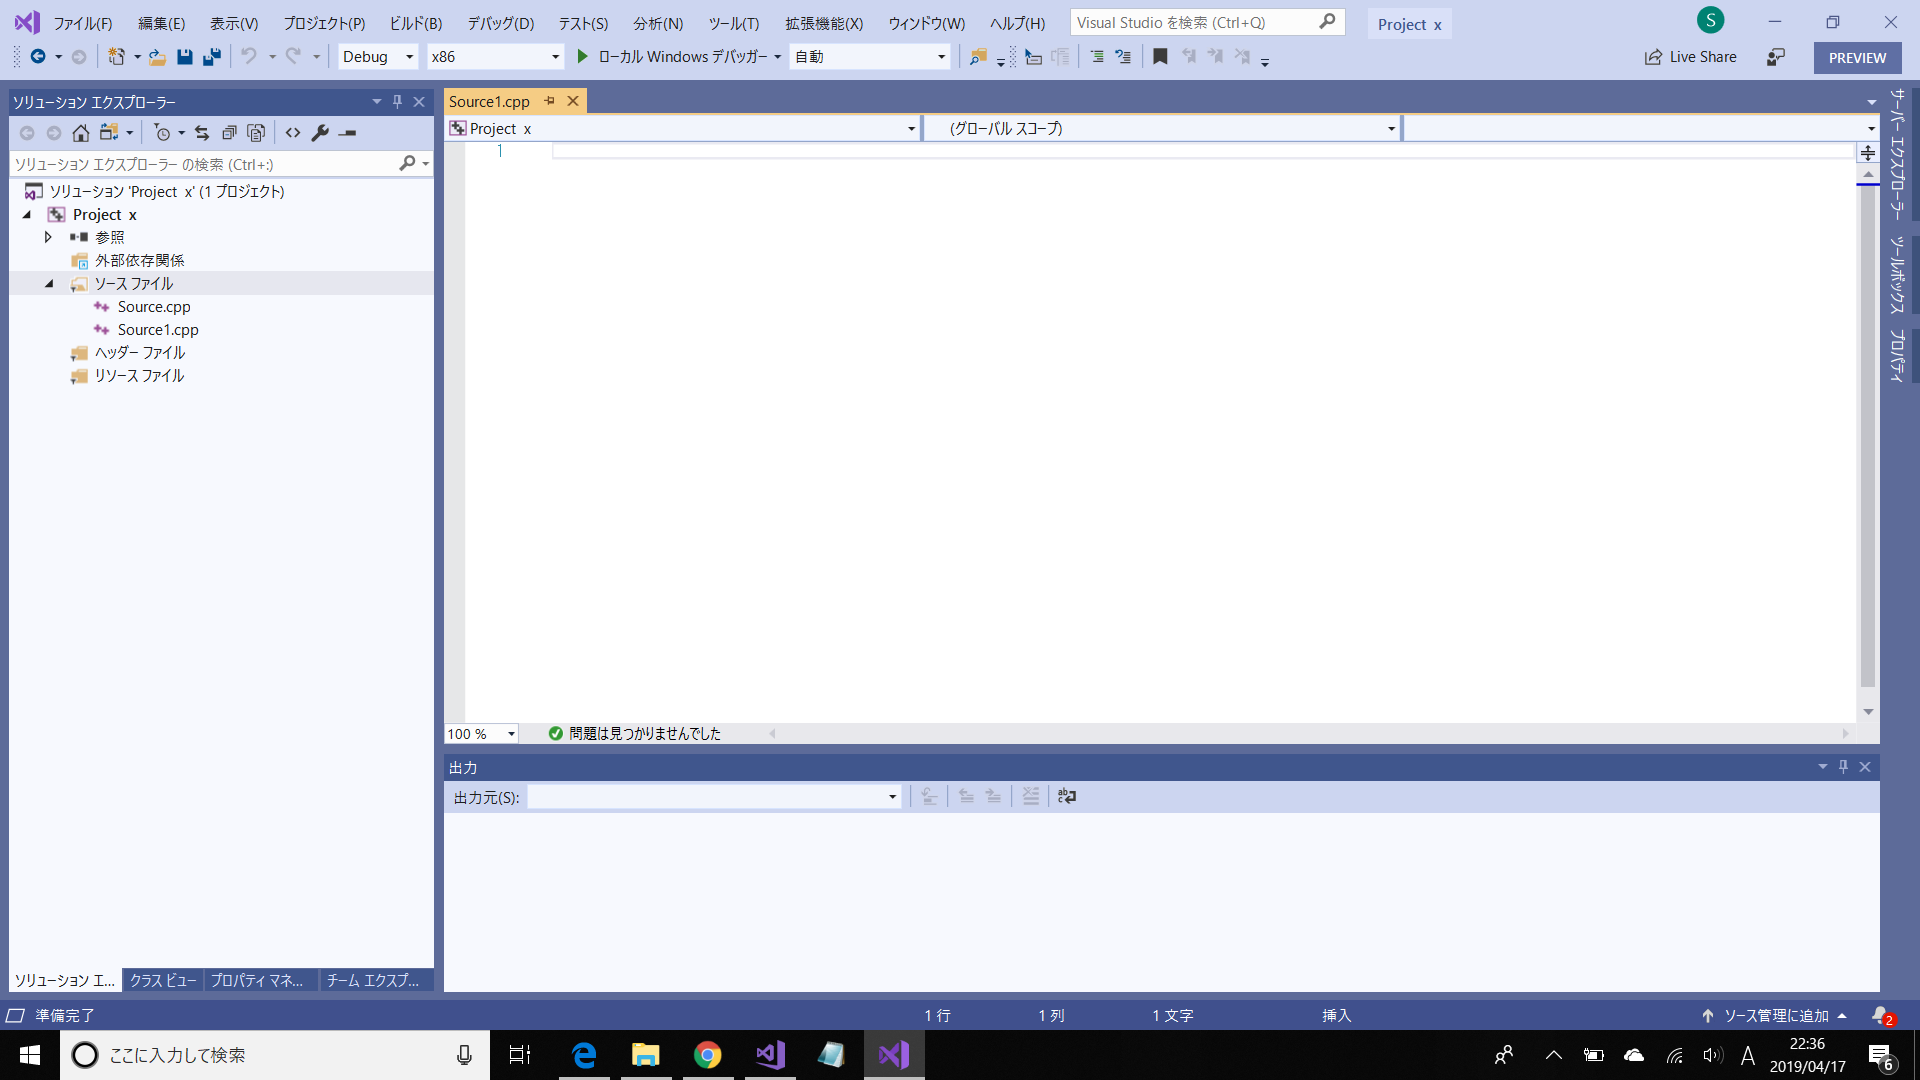 ファイル(F) 編集(E) 表示(V) プロジェクト(P) ビルド(B) デバッグ(D) テスト(S) 分析(N) ツール(T) 拡張機能(X) ウィンドウ(W) ヘルプ(H) Visual Studio を検索 (Ctrl+Q) Project x S
Debug x86 ローカル Windows デバッガー 自動 Live Share PREVIEW
ソリューション エクスプローラー
ソリューション エクスプローラー の検索 (Ctrl+:)
ソリューション 'Project x' (1 プロジェクト)
Project x
参照
外部依存関係
ソース ファイル
Source.cpp
Source1.cpp
ヘッダー ファイル
リソース ファイル
ソリューション エ... クラス ビュー プロパティ マネ... チーム エクスプ...
Source1.cpp
Project x (グローバル スコープ)
1
100 % 問題は見つかりませんでした
出力
出力元(S):
サーバー エクスプローラー
ツールボックス
プロパティ
準備完了 1 行 1 列 1 文字 挿入 ソース管理に追加 2
ここに入力して検索 A 22:36
2019/04/17 6